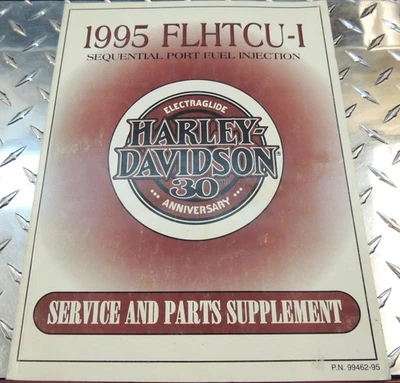 1995 FLHTCU-I
SEQUENTIAL PORT FUEL INJECTION
ELECTRAGLIDE
HARLEY-
DAVIDSON
30
ANNIVERSARY
SERVICE AND PARTS SUPPLEMENT
P.N. 99462-95